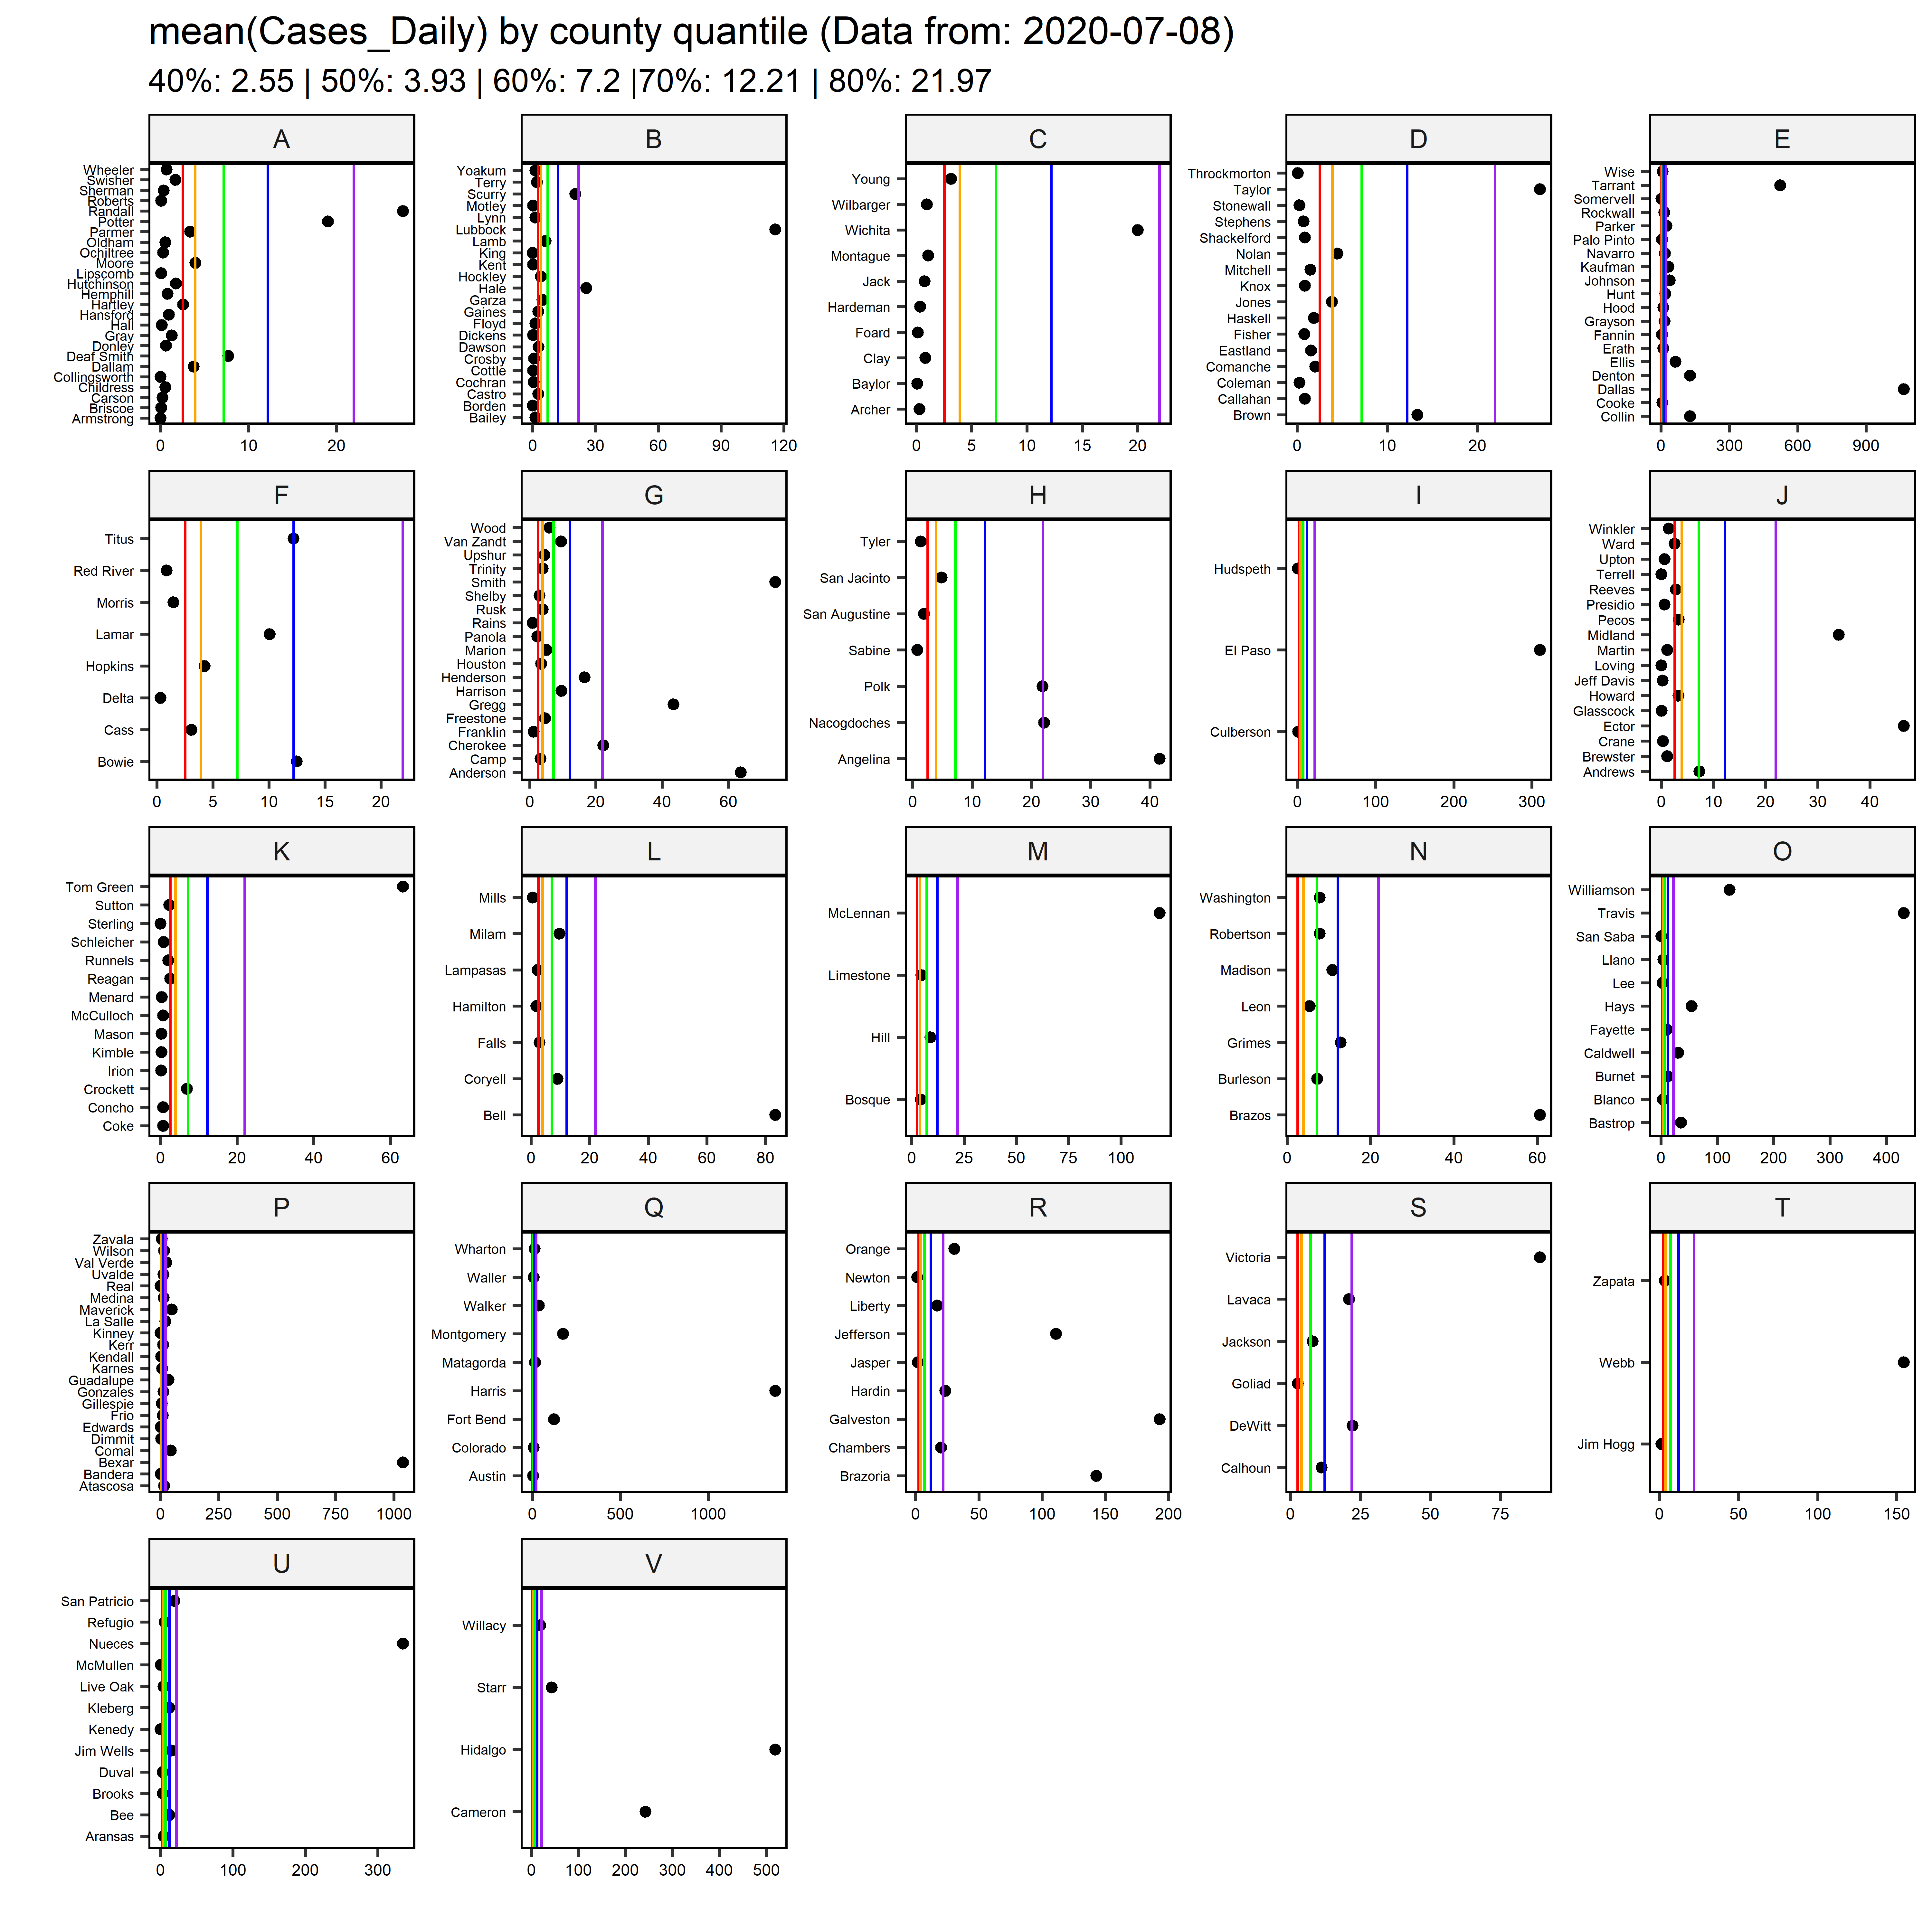 mean(Cases_Daily) by county quantile (Data from: 2020-07-08)
40%: 2.55 | 50%: 3.93 | 60%: 7.2 |70%: 12.21 | 80%: 21.97
A
Wheeler
Swisher
Sherman
Roberts
Randall
Potter
Parmer
Oldham
Ochiltree
Moore
Lipscomb
Hutchinson
Hemphill
Hartley
Hansford
Hall
Gray
Donley
Deaf Smith
Dallam
Collingsworth
Childress
Carson
Briscoe
Armstrong
0 10 20
B
Yoakum
Terry
Scurry
Motley
Lynn
Lubbock
Lamb
King
Kent
Hockley
Hale
Garza
Gaines
Floyd
Dickens
Dawson
Crosby
Cottle
Cochran
Castro
Borden
Bailey
0 30 60 90 120
C
Young
Wilbarger
Wichita
Montague
Jack
Hardeman
Foard
Clay
Baylor
Archer
0 5 10 15 20
D
Throckmorton
Taylor
Stonewall
Stephens
Shackelford
Nolan
Mitchell
Knox
Jones
Haskell
Fisher
Eastland
Comanche
Coleman
Callahan
Brown
0 10 20
E
Wise
Tarrant
Somervell
Rockwall
Parker
Palo Pinto
Navarro
Kaufman
Johnson
Hunt
Hood
Grayson
Fannin
Erath
Ellis
Denton
Dallas
Cooke
Collin
0 300 600 900
F
Titus
Red River
Morris
Lamar
Hopkins
Delta
Cass
Bowie
0 5 10 15 20
G
Wood
Van Zandt
Upshur
Trinity
Smith
Shelby
Rusk
Rains
Panola
Marion
Houston
Henderson
Harrison
Gregg
Freestone
Franklin
Cherokee
Camp
Anderson
0 20 40 60
H
Tyler
San Jacinto
San Augustine
Sabine
Polk
Nacogdoches
Angelina
0 10 20 30 40
I
Hudspeth
El Paso
Culberson
0 100 200 300
J
Winkler
Ward
Upton
Terrell
Reeves
Presidio
Pecos
Midland
Martin
Loving
Jeff Davis
Howard
Glasscock
Ector
Crane
Brewster
Andrews
0 10 20 30 40
K
Tom Green
Sutton
Sterling
Schleicher
Runnels
Reagan
Menard
McCulloch
Mason
Kimble
Irion
Crockett
Concho
Coke
0 20 40 60
L
Mills
Milam
Lampasas
Hamilton
Falls
Coryell
Bell
0 20 40 60 80
M
McLennan
Limestone
Hill
Bosque
0 25 50 75 100
N
Washington
Robertson
Madison
Leon
Grimes
Burleson
Brazos
0 20 40 60
O
Williamson
Travis
San Saba
Llano
Lee
Hays
Fayette
Caldwell
Burnet
Blanco
Bastrop
0 100 200 300 400
P
Zavala
Wilson
Val Verde
Uvalde
Real
Medina
Maverick
La Salle
Kinney
Kerr
Kendall
Karnes
Guadalupe
Gonzales
Gillespie
Frio
Edwards
Dimmit
Comal
Bexar
Bandera
Atascosa
0 250 500 750 1000
Q
Wharton
Waller
Walker
Montgomery
Matagorda
Harris
Fort Bend
Colorado
Austin
0 500 1000
R
Orange
Newton
Liberty
Jefferson
Jasper
Hardin
Galveston
Chambers
Brazoria
0 50 100 150 200
S
Victoria
Lavaca
Jackson
Goliad
DeWitt
Calhoun
0 25 50 75
T
Zapata
Webb
Jim Hogg
0 50 100 150
U
San Patricio
Refugio
Nueces
McMullen
Live Oak
Kleberg
Kenedy
Jim Wells
Duval
Brooks
Bee
Aransas
0 100 200 300
V
Willacy
Starr
Hidalgo
Cameron
0 100 200 300 400 500